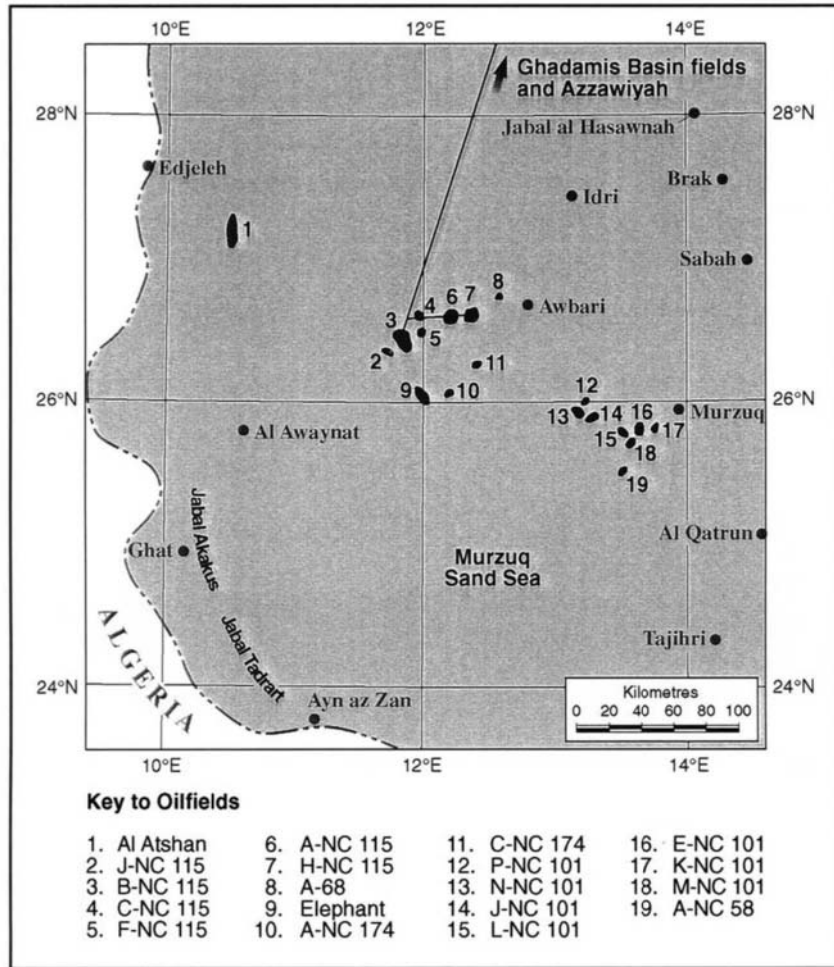 10°E 12°E 14°E
Ghadamis Basin fields
and Azzawiyah
28°N 28°N
Jabal al Hasawnah
Edjeleh
Brak
Idri
1
Sabah
8
4 6 7
Awbari
3
5
2
11
9 10
12
26°N 26°N
13 14 16 Murzuq
Al Awaynat
15 17
18
19
Jabal Akakus
Ghat
Al Qatrun
Murzuq
Sand Sea
ALGERIA
Jabal Tadrart
Tajihri
24°N 24°N
Ayn az Zan
Kilometres
0 20 40 60 80 100
10°E 12°E 14°E
Key to Oilfields
1. Al Atshan
2. J-NC 115
3. B-NC 115
4. C-NC 115
5. F-NC 115
6. A-NC 115
7. H-NC 115
8. A-68
9. Elephant
10. A-NC 174
11. C-NC 174
12. P-NC 101
13. N-NC 101
14. J-NC 101
15. L-NC 101
16. E-NC 101
17. K-NC 101
18. M-NC 101
19. A-NC 58